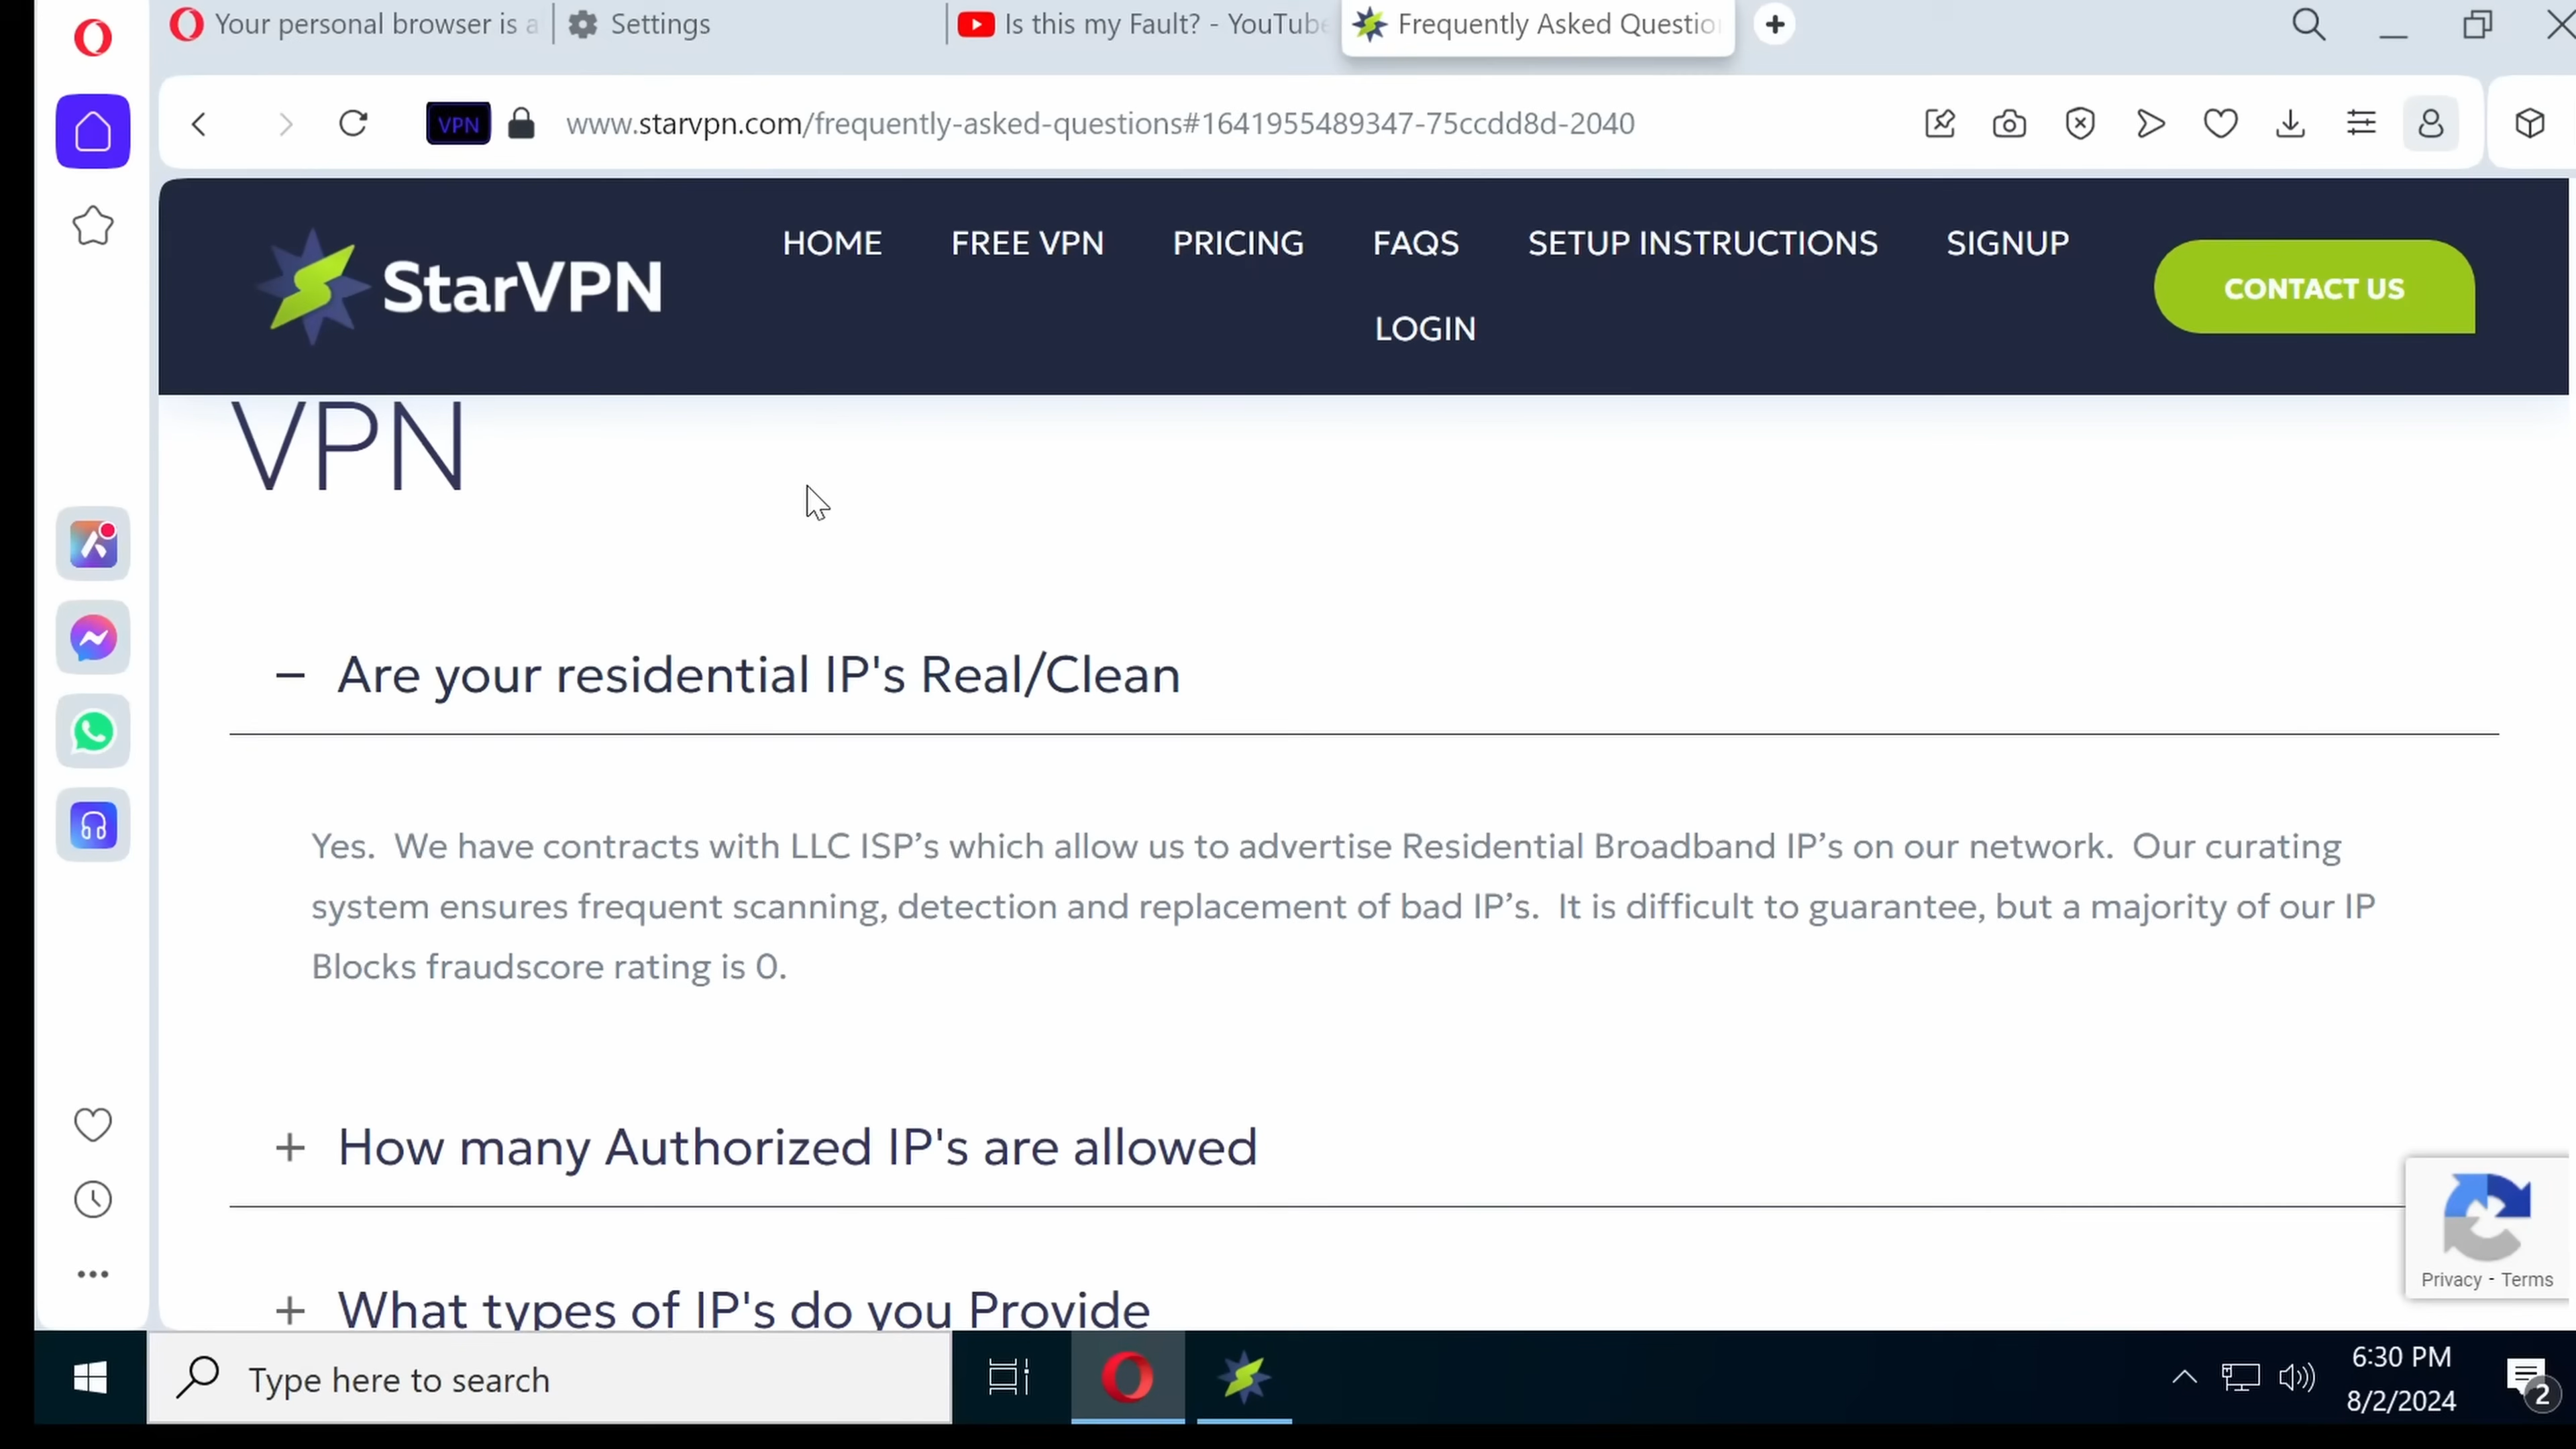 Your personal browser is a
Settings
Is this my Fault? - YouTube
Frequently Asked Questio
VPN
www.starvpn.com/frequently-asked-questions#1641955489347-75ccdd8d-2040
StarVPN
HOME
FREE VPN
PRICING
FAQS
SETUP INSTRUCTIONS
SIGNUP
LOGIN
CONTACT US
VPN
− Are your residential IP's Real/Clean
Yes. We have contracts with LLC ISP’s which allow us to advertise Residential Broadband IP’s on our network. Our curating
system ensures frequent scanning, detection and replacement of bad IP’s. It is difficult to guarantee, but a majority of our IP
Blocks fraudscore rating is 0.
+ How many Authorized IP's are allowed
+ What types of IP's do you Provide
Privacy - Terms
Type here to search
6:30 PM
8/2/2024
2